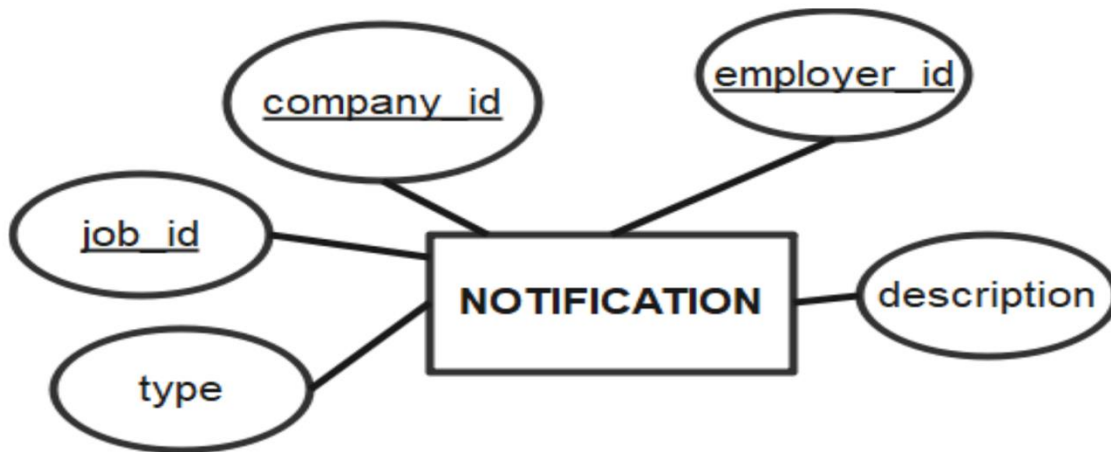 employer_id
company_id
job_id
NOTIFICATION
description
type